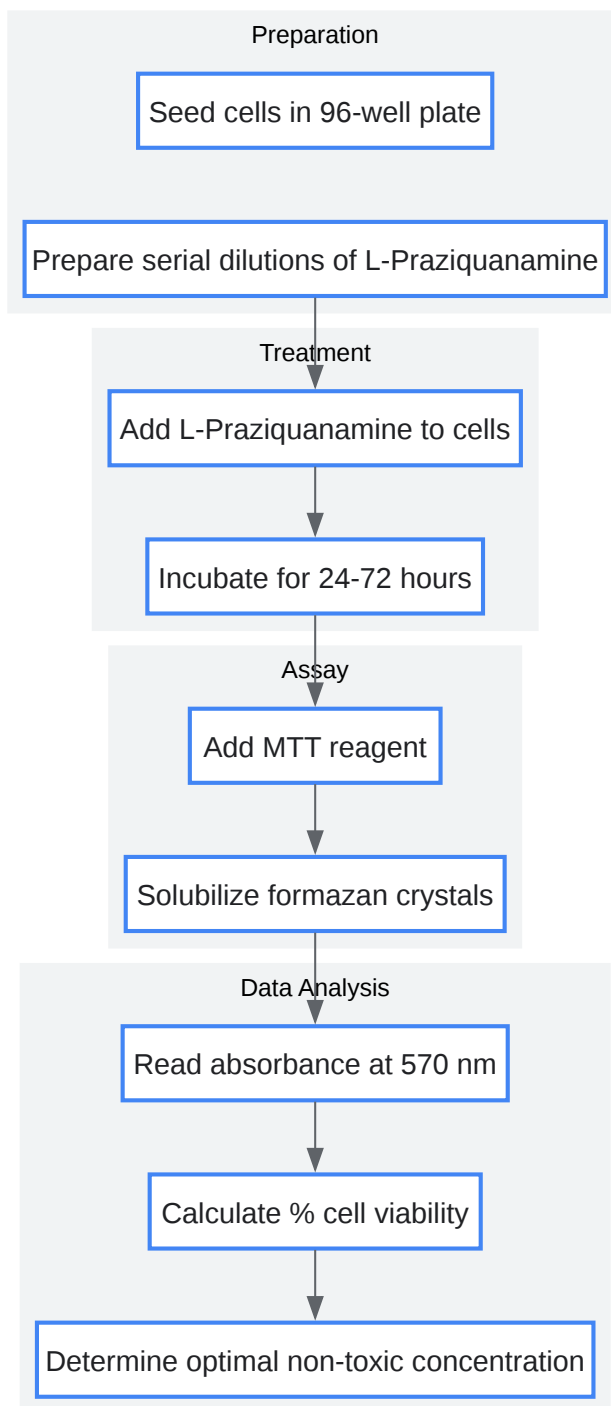 Preparation
Seed cells in 96-well plate
Prepare serial dilutions of L-Praziquanamine
Treatment
Add L-Praziquanamine to cells
Incubate for 24-72 hours
Assay
Add MTT reagent
Solubilize formazan crystals
Data Analysis
Read absorbance at 570 nm
Calculate % cell viability
Determine optimal non-toxic concentration